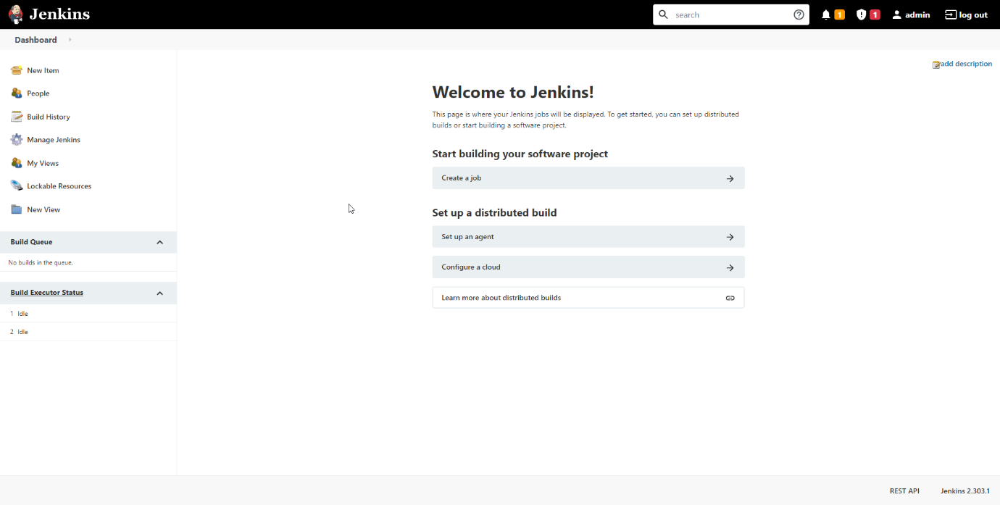 Jenkins
search
1
1
admin
log out
Dashboard
add description
New Item
People
Build History
Manage Jenkins
My Views
Lockable Resources
New View
Build Queue
No builds in the queue.
Build Executor Status
1 Idle
2 Idle
Welcome to Jenkins!
This page is where your Jenkins jobs will be displayed. To get started, you can set up distributed
builds or start building a software project.
Start building your software project
Create a job
Set up a distributed build
Set up an agent
Configure a cloud
Learn more about distributed builds
REST API
Jenkins 2.303.1